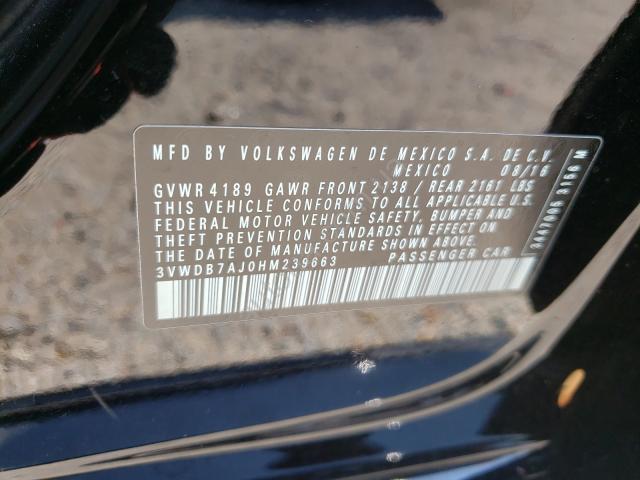 MFD BY VOLKSWAGEN DE MEXICO S.A. DE C.V.
MEXICO 08/16
GVWR 4189 GAWR FRONT 2138 / REAR 2161 LBS
THIS VEHICLE CONFORMS TO ALL APPLICABLE U.S.
FEDERAL MOTOR VEHICLE SAFETY, BUMPER AND
THEFT PREVENTION STANDARDS IN EFFECT ON
THE DATE OF MANUFACTURE SHOWN ABOVE.
3VWDB7AJ0HM239663 PASSENGER CAR